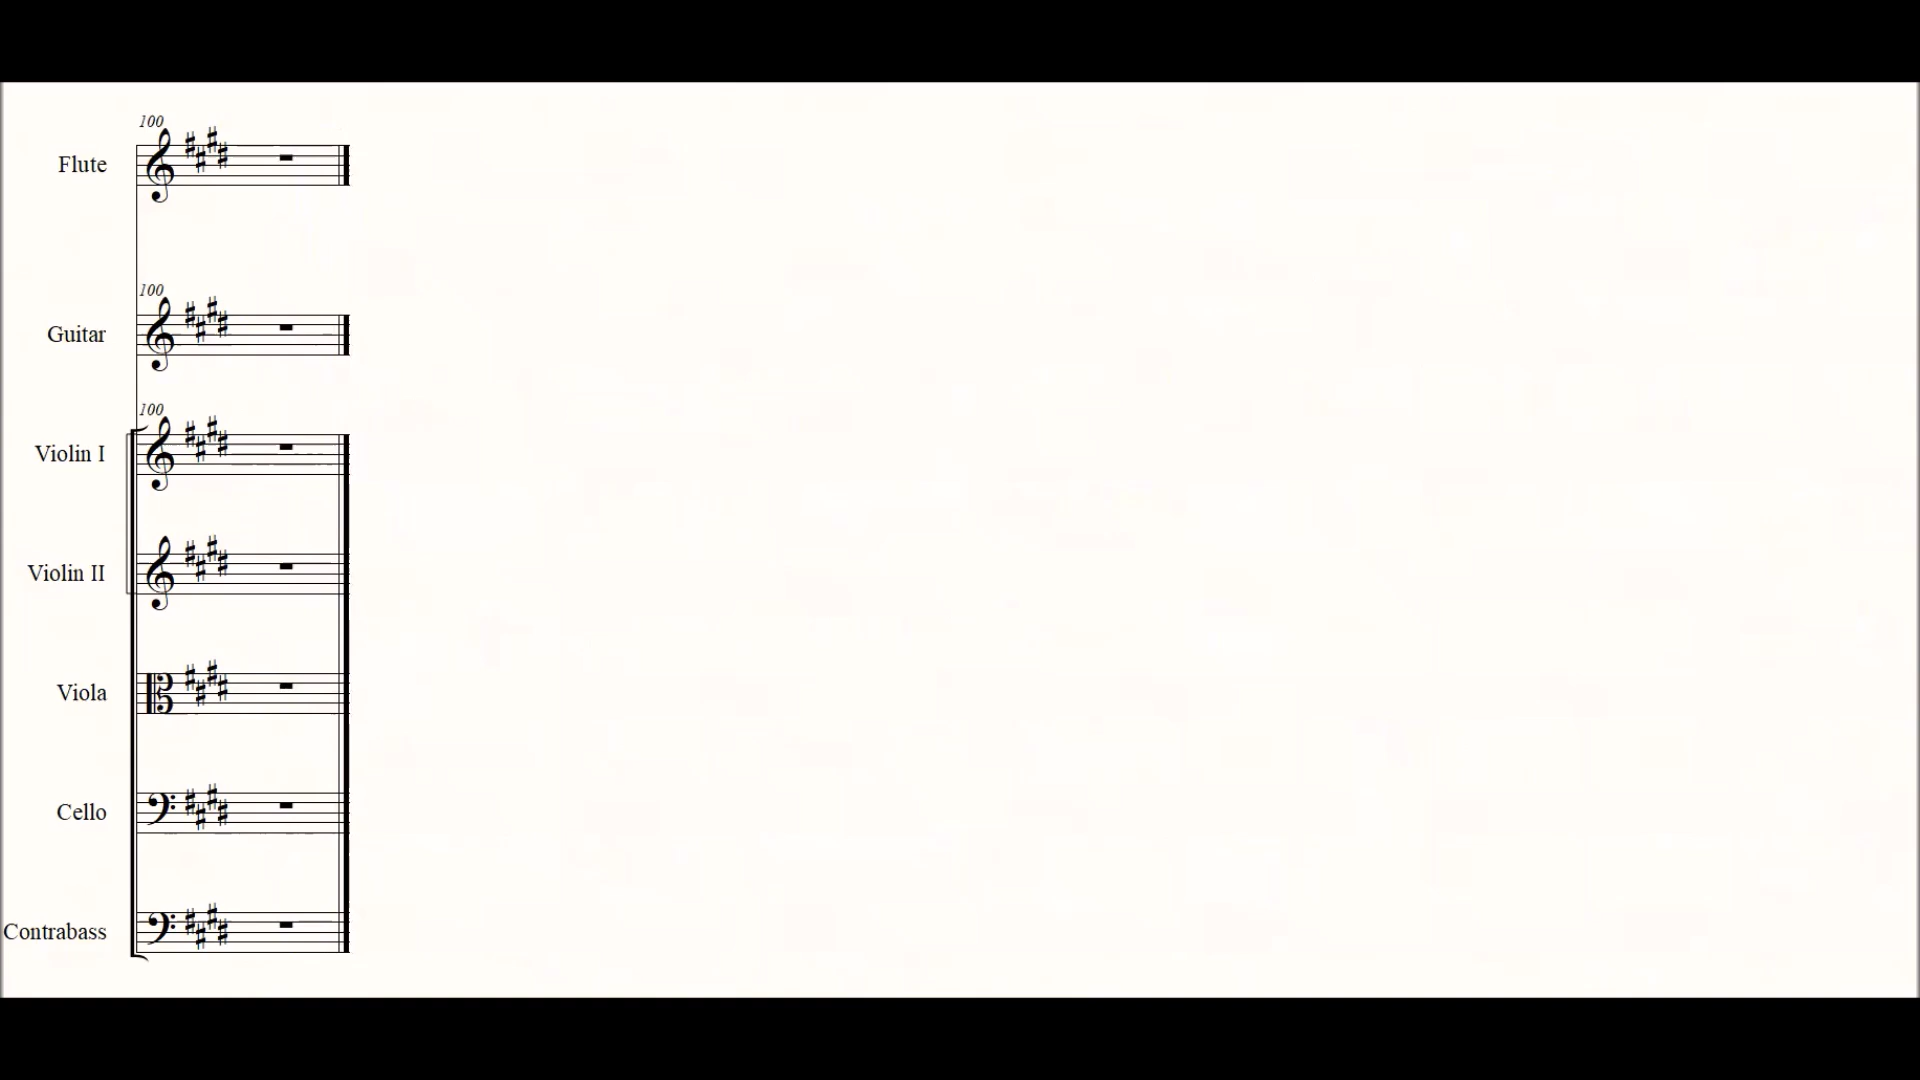 100
Flute
100
Guitar
100
Violin I
Violin II
Viola
Cello
Contrabass